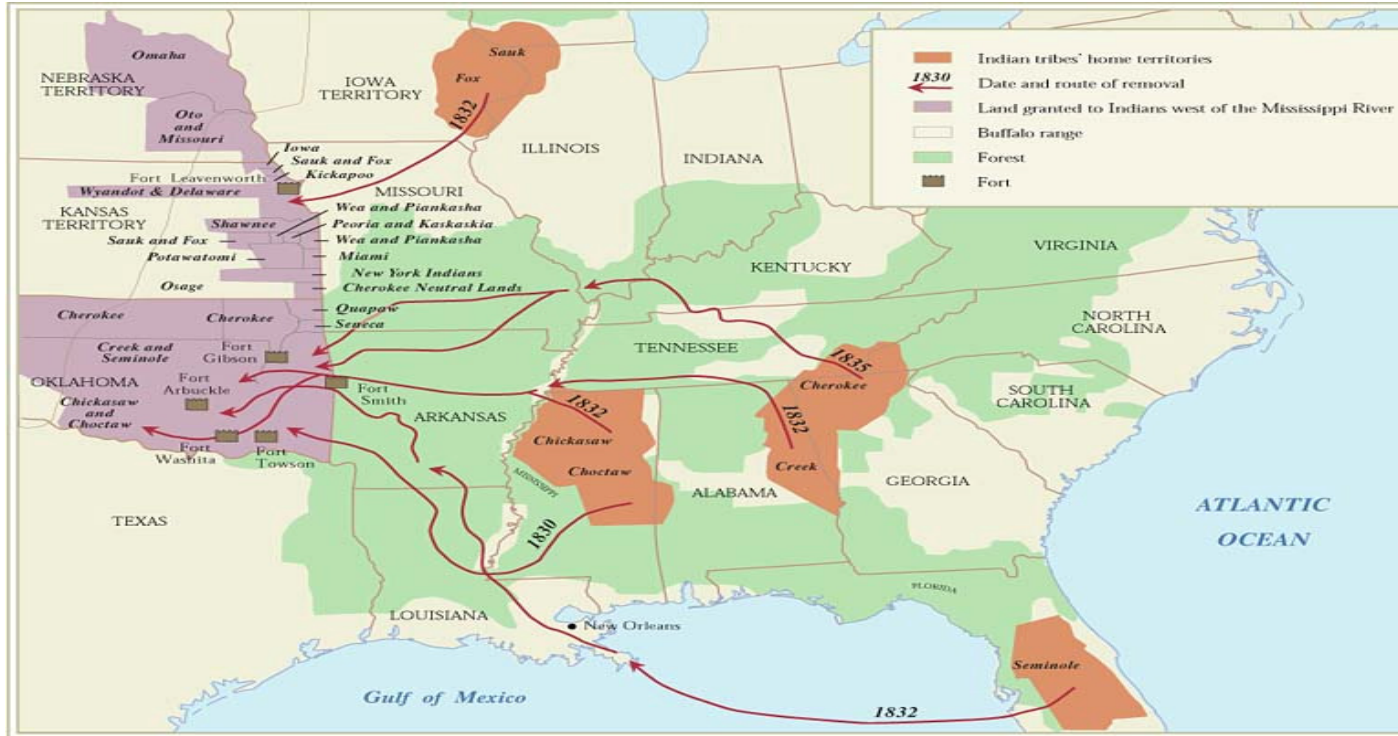 Indian tribes' home territories
1830
Date and route of removal
Land granted to Indians west of the Mississippi River
Buffalo range
Forest
Fort
Omaha
NEBRASKA
TERRITORY
Oto
and
Missouri
IOWA
TERRITORY
Sauk
Fox
1832
Iowa
Sauk and Fox
Kickapoo
Fort Leavenworth
Wyandot & Delaware
KANSAS
TERRITORY
MISSOURI
ILLINOIS
INDIANA
Wea and Piankasha
Shawnee
Peoria and Kaskaskia
Sauk and Fox
Wea and Piankasha
Potawatomi
Miami
New York Indians
Osage
Cherokee Neutral Lands
Cherokee
Cherokee
Quapaw
Seneca
Creek and
Seminole
Fort
Gibson
OKLAHOMA
Fort
Arbuckle
Fort
Smith
Chickasaw
and
Choctaw
Fort
Washita
Fort
Towson
ARKANSAS
KENTUCKY
VIRGINIA
TENNESSEE
NORTH
CAROLINA
SOUTH
CAROLINA
1835
Cherokee
1832
Creek
1832
Chickasaw
Choctaw
MISSISSIPPI
ALABAMA
GEORGIA
1830
TEXAS
LOUISIANA
New Orleans
FLORIDA
Seminole
1832
Gulf of Mexico
ATLANTIC
OCEAN